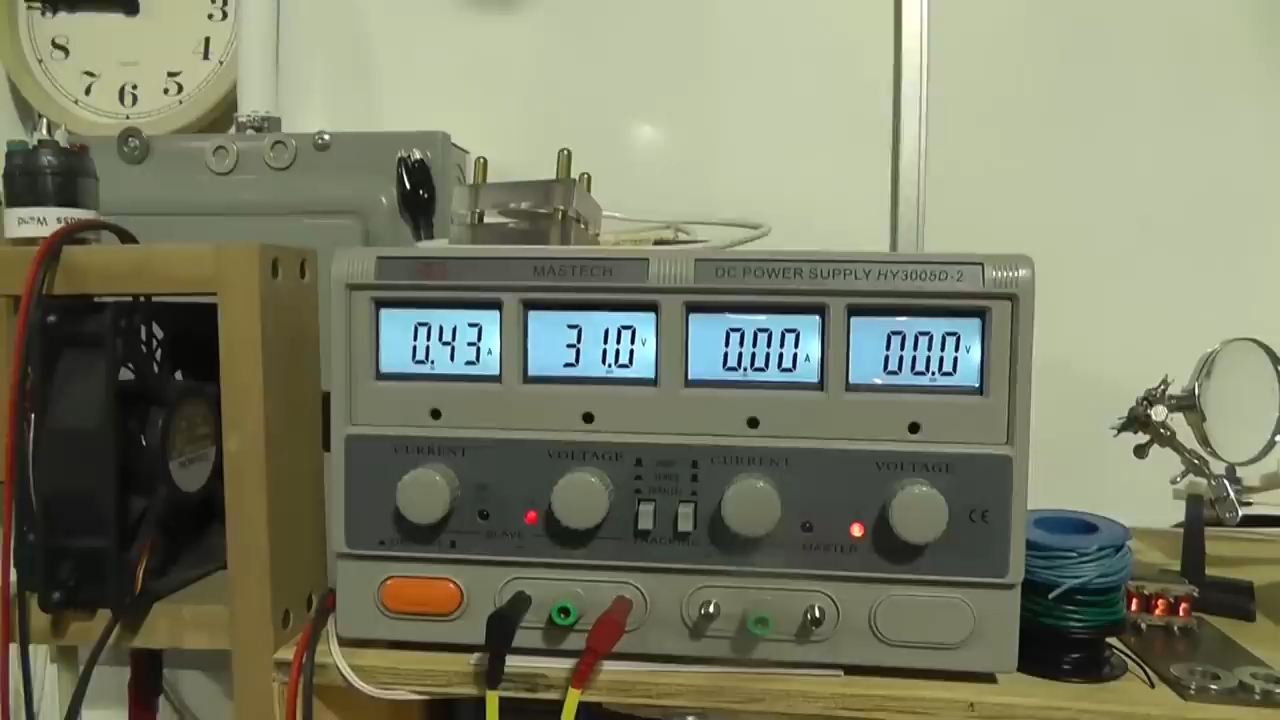 3
8 4
7 5
6
MASTECH DC POWER SUPPLY HY3005D-2
0.43 A 31.0 V 0.00 A 00.0 V
CURRENT VOLTAGE CURRENT VOLTAGE
SLAVE TRACKING MASTER CE